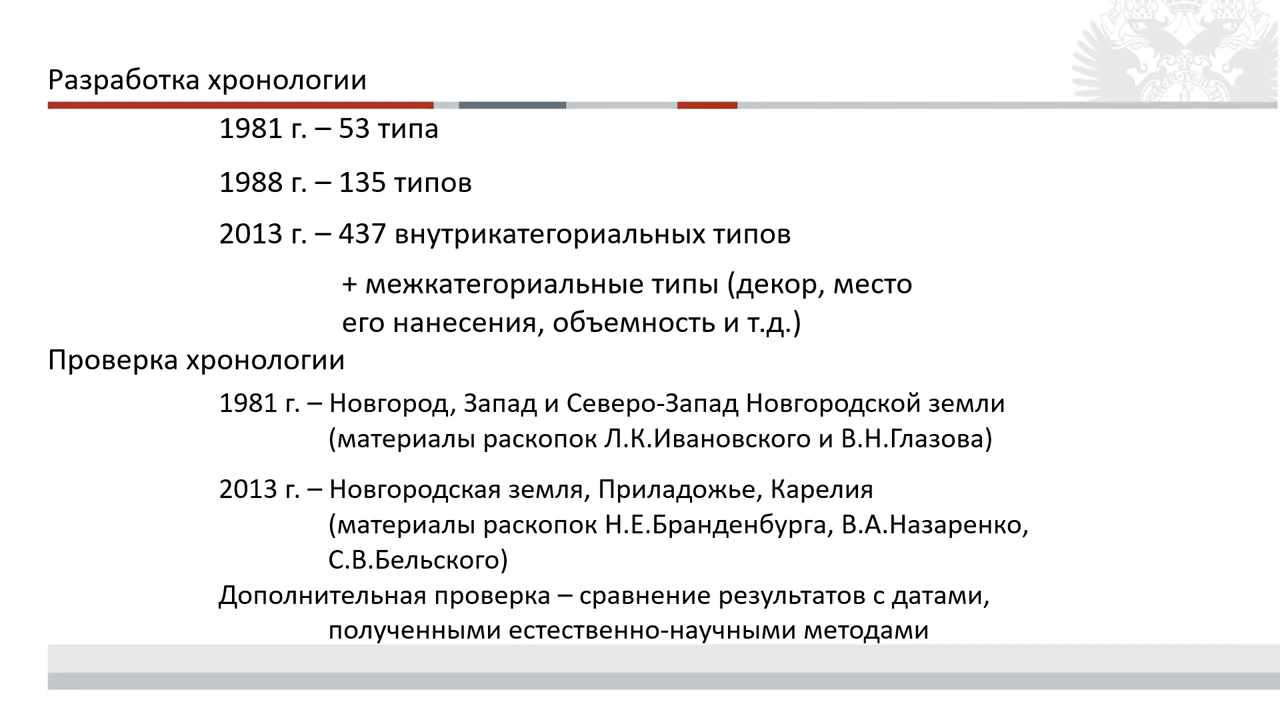 Разработка хронологии
1981 г. – 53 типа
1988 г. – 135 типов
2013 г. – 437 внутрикатегориальных типов
+ межкатегориальные типы (декор, место
его нанесения, объемность и т.д.)
Проверка хронологии
1981 г. – Новгород, Запад и Северо-Запад Новгородской земли
(материалы раскопок Л.К.Ивановского и В.Н.Глазова)
2013 г. – Новгородская земля, Приладожье, Карелия
(материалы раскопок Н.Е.Бранденбурга, В.А.Назаренко,
С.В.Бельского)
Дополнительная проверка – сравнение результатов с датами,
полученными естественно-научными методами